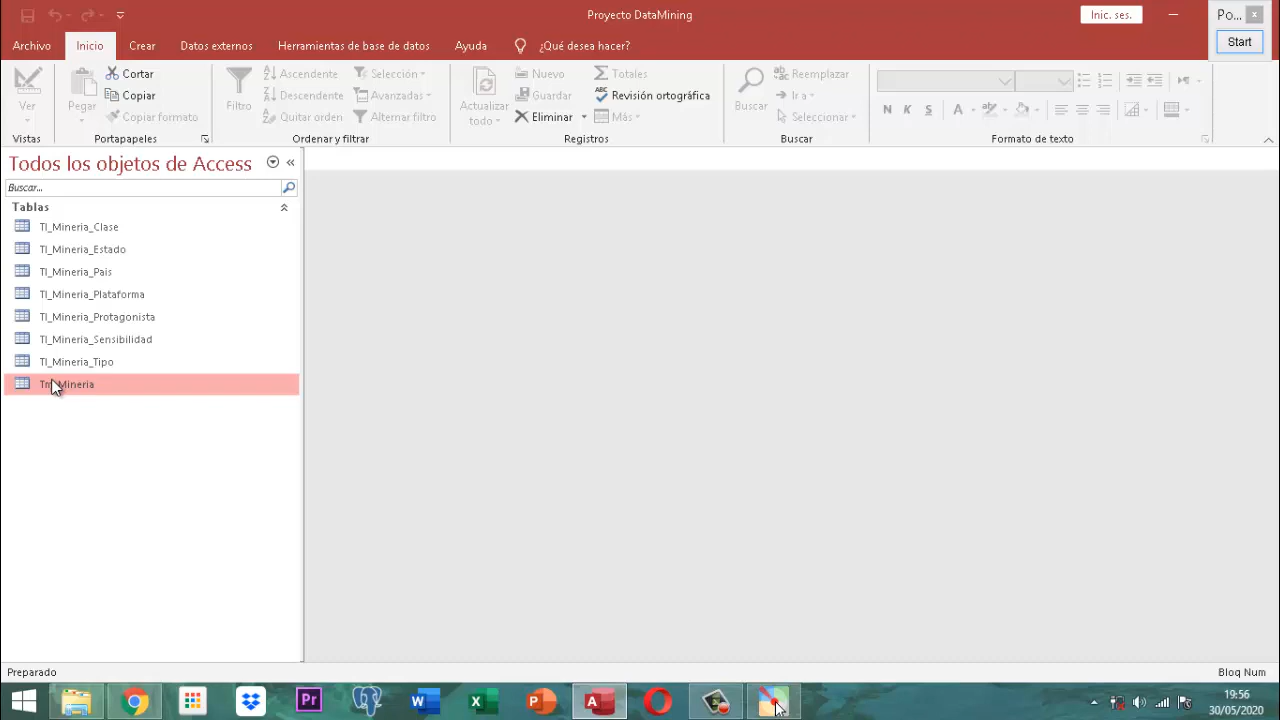 Proyecto DataMining
Inic. ses.
Po...
Start
Archivo Inicio Crear Datos externos Herramientas de base de datos Ayuda ¿Qué desea hacer?
Ver
Vistas
Pegar
Cortar
Copiar
Copiar formato
Portapapeles
Filtro
Ascendente
Descendente
Quitar orden
Selección
Avanzadas
Alternar filtro
Ordenar y filtrar
Actualizar
todo
Nuevo
Guardar
Eliminar
Totales
Revisión ortográfica
Más
Registros
Buscar
Reemplazar
Ir a
Seleccionar
Buscar
N K S
A
Formato de texto
Todos los objetos de Access
Buscar...
Tablas
Tl_Mineria_Clase
Tl_Mineria_Estado
Tl_Mineria_Pais
Tl_Mineria_Plataforma
Tl_Mineria_Protagonista
Tl_Mineria_Sensibilidad
Tl_Mineria_Tipo
Tm_Mineria
Preparado
Bloq Num
Pr
19:56
30/05/2020